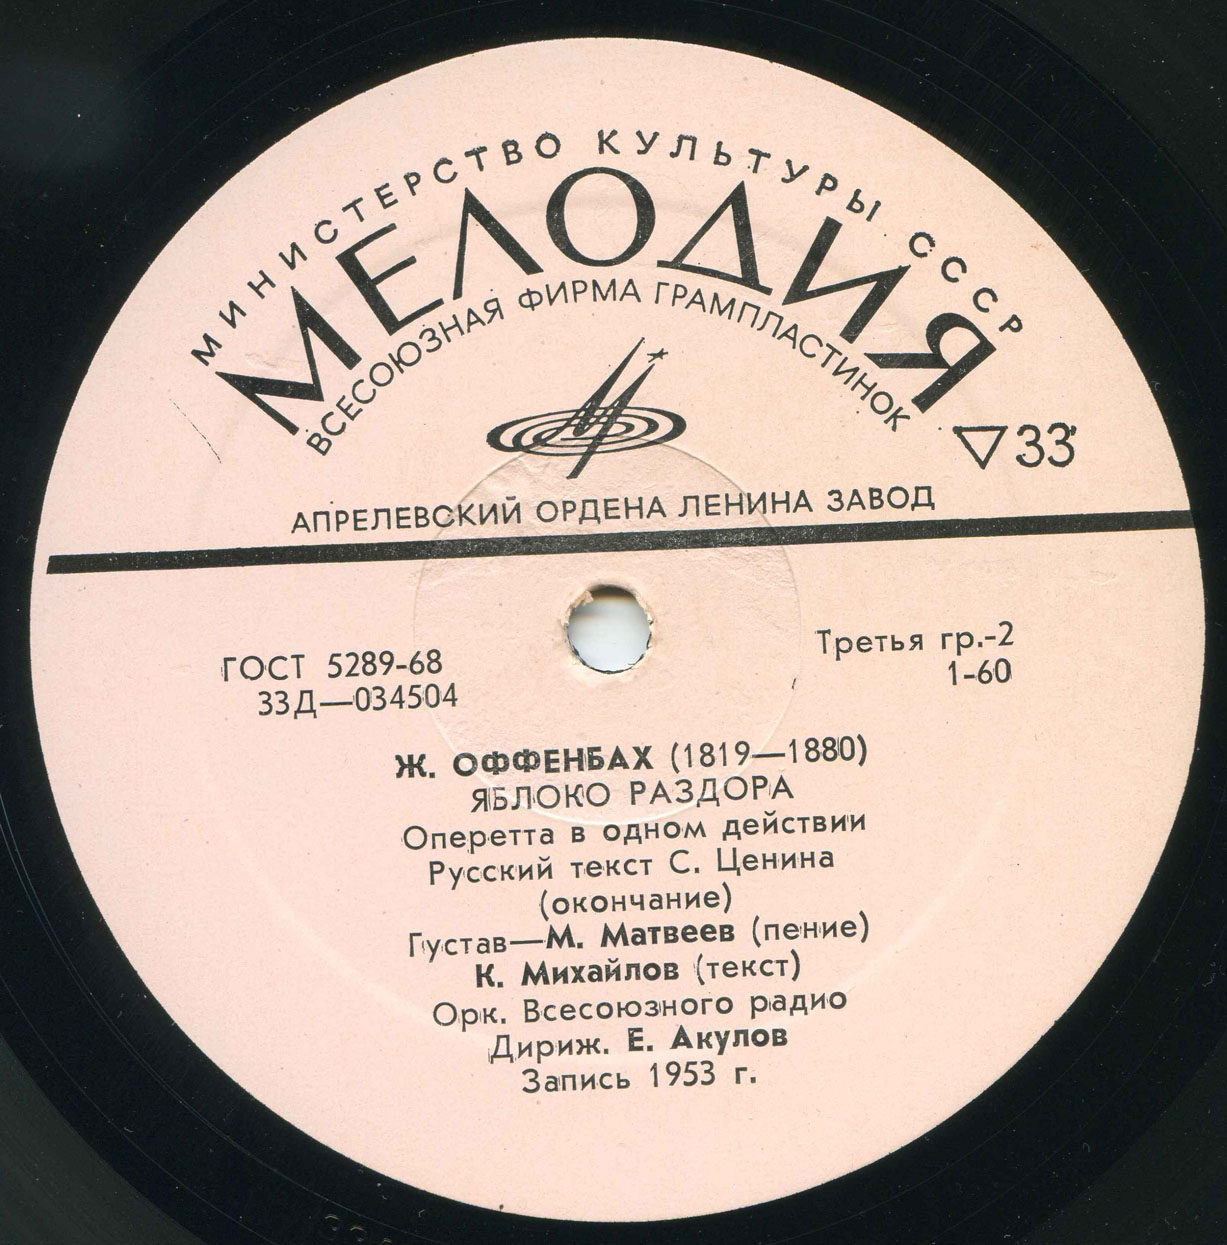 МИНИСТЕРСТВО КУЛЬТУРЫ СССР
МЕЛОДИЯ
ВСЕСОЮЗНАЯ ФИРМА ГРАМПЛАСТИНОК
33
АПРЕЛЕВСКИЙ ОРДЕНА ЛЕНИНА ЗАВОД
ГОСТ 5289-68
33Д—034504
Третья гр.-2
1-60
Ж. ОФФЕНБАХ (1819—1880)
ЯБЛОКО РАЗДОРА
Оперетта в одном действии
Русский текст С. Ценина
(окончание)
Густав—М. Матвеев (пение)
К. Михайлов (текст)
Орк. Всесоюзного радио
Дириж. Е. Акулов
Запись 1953 г.